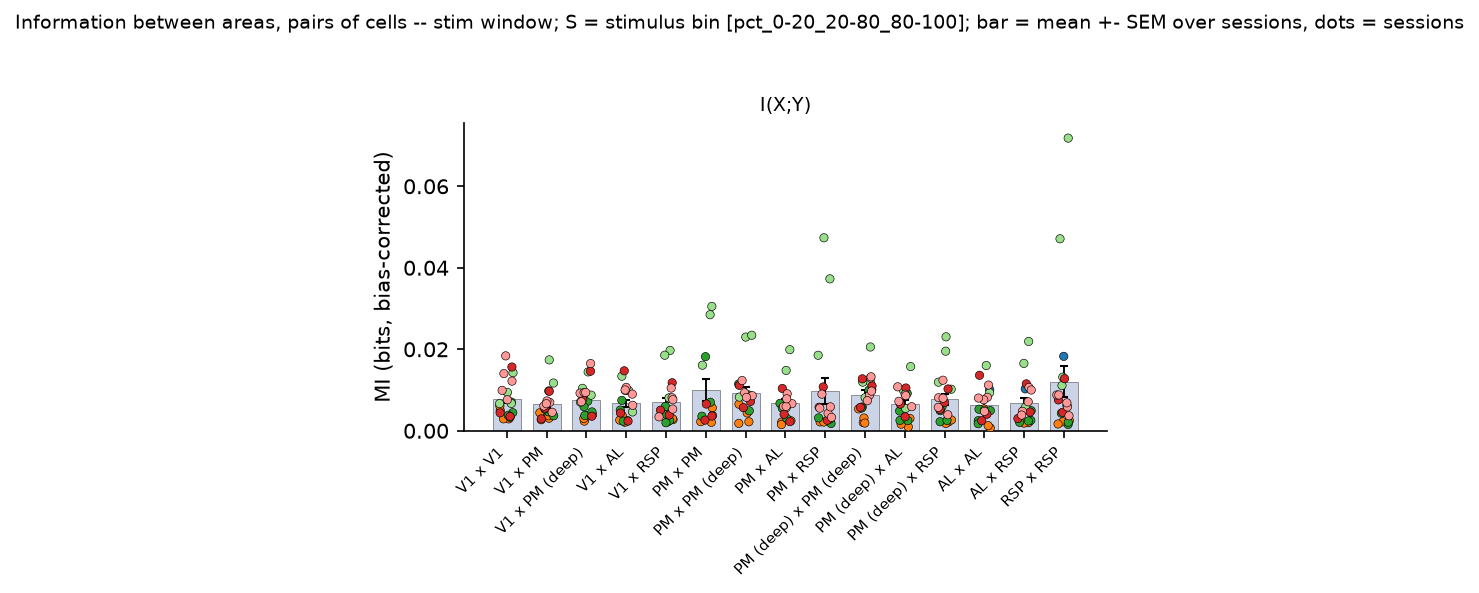 Information between areas, pairs of cells -- stim window; S = stimulus bin [pct_0-20_20-80_80-100]; bar = mean +- SEM over sessions, dots = sessions
I(X;Y)
MI (bits, bias-corrected)
0.06
0.04
0.02
0.00
V1 x V1
V1 x PM
V1 x PM (deep)
V1 x AL
V1 x RSP
PM x PM
PM x PM (deep)
PM x AL
PM x RSP
PM (deep) x PM (deep)
PM (deep) x AL
PM (deep) x RSP
AL x AL
AL x RSP
RSP x RSP